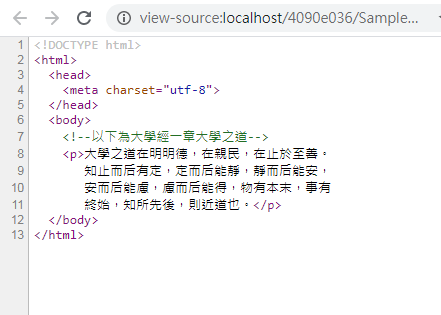 view-source:localhost/4090e036/Sample...
1 <!DOCTYPE html>
2 <html>
3 <head>
4 <meta charset="utf-8">
5 </head>
6 <body>
7 <!--以下為大學經一章大學之道-->
8 <p>大學之道在明明德，在親民，在止於至善。
9 知止而后有定，定而后能靜，靜而后能安，
10 安而后能慮，慮而后能得，物有本末，事有
11 終始，知所先後，則近道也。</p>
12 </body>
13 </html>